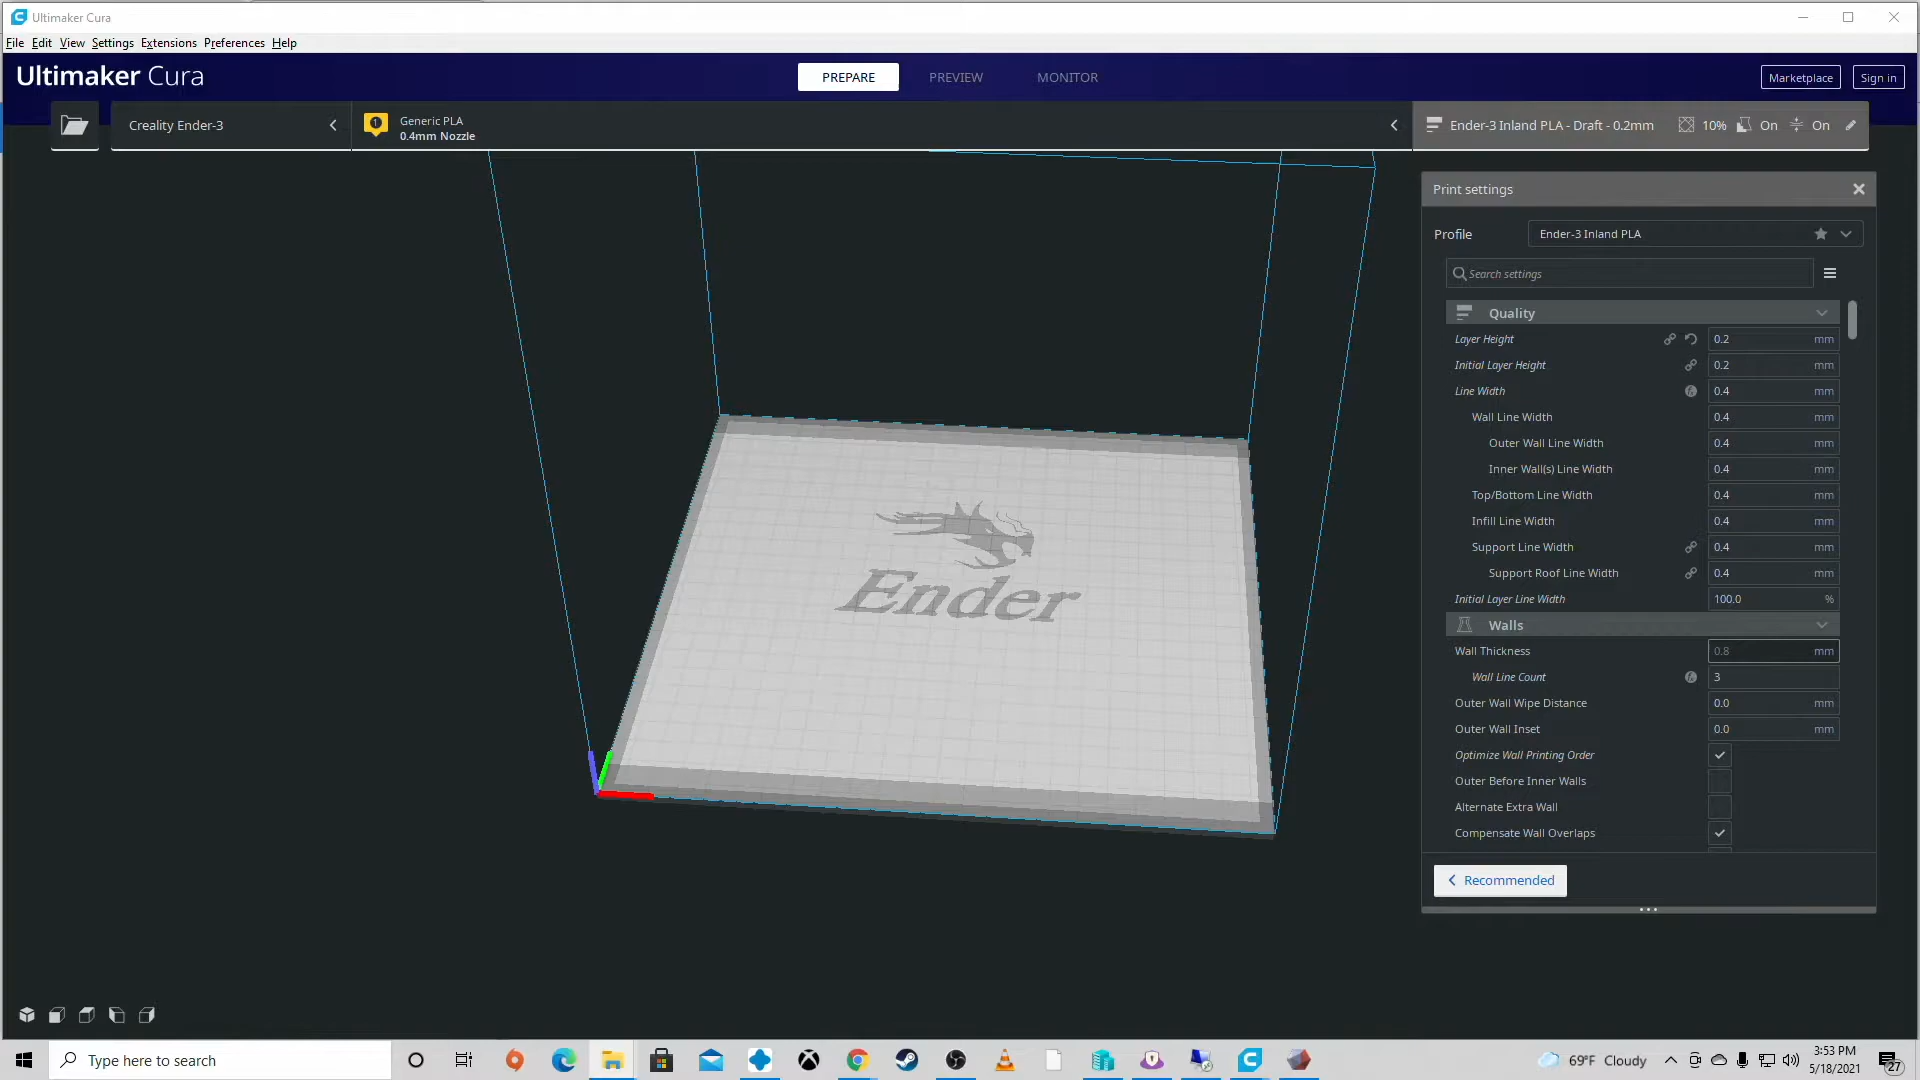 Ultimaker Cura
File Edit View Settings Extensions Preferences Help
Ultimaker Cura
PREPARE PREVIEW MONITOR
Marketplace Sign in
Creality Ender-3
1
Generic PLA
0.4mm Nozzle
Ender-3 Inland PLA - Draft - 0.2mm 10% On On
Print settings
Profile Ender-3 Inland PLA
Search settings
Quality
Layer Height 0.2 mm
Initial Layer Height 0.2 mm
Line Width 0.4 mm
Wall Line Width 0.4 mm
Outer Wall Line Width 0.4 mm
Inner Wall(s) Line Width 0.4 mm
Top/Bottom Line Width 0.4 mm
Infill Line Width 0.4 mm
Support Line Width 0.4 mm
Support Roof Line Width 0.4 mm
Initial Layer Line Width 100.0 %
Walls
Wall Thickness 0.8 mm
Wall Line Count 3
Outer Wall Wipe Distance 0.0 mm
Outer Wall Inset 0.0 mm
Optimize Wall Printing Order
Outer Before Inner Walls
Alternate Extra Wall
Compensate Wall Overlaps
Recommended
Ender
Type here to search
69°F Cloudy
3:53 PM
5/18/2021
27